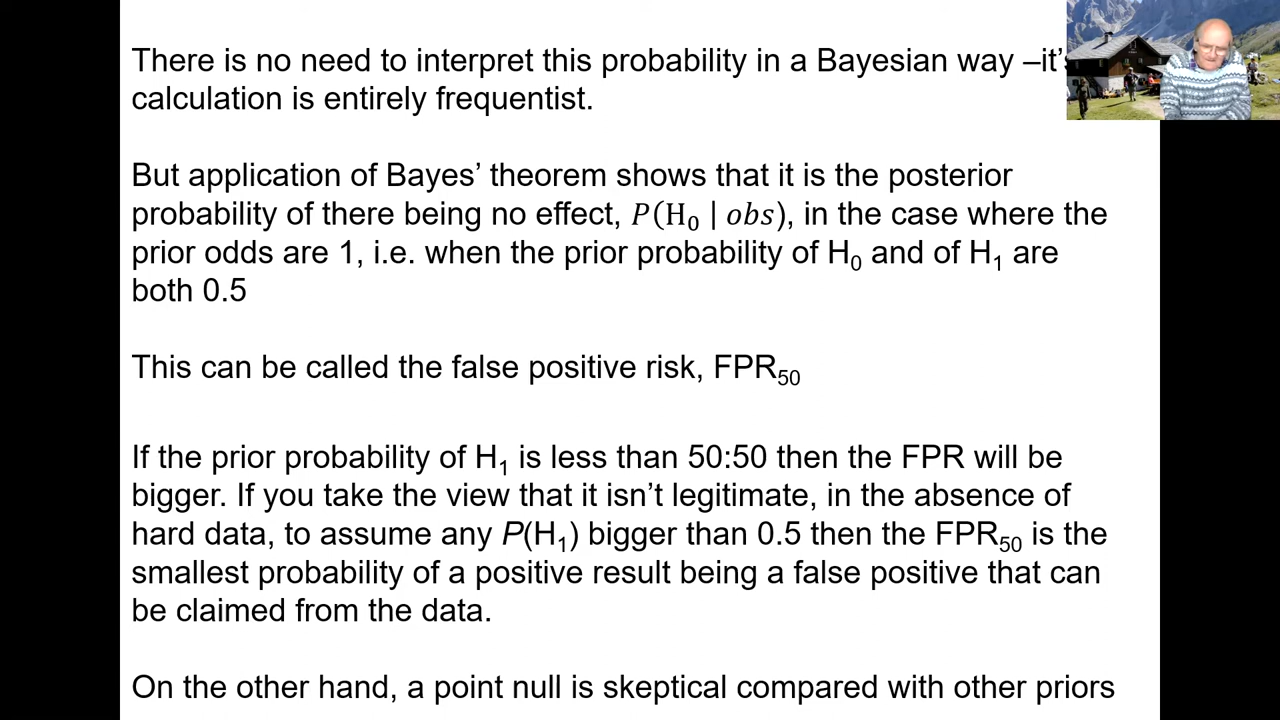 There is no need to interpret this probability in a Bayesian way –it’
calculation is entirely frequentist.
But application of Bayes’ theorem shows that it is the posterior
probability of there being no effect, P(H₀ | obs), in the case where the
prior odds are 1, i.e. when the prior probability of H₀ and of H₁ are
both 0.5
This can be called the false positive risk, FPR₅₀
If the prior probability of H₁ is less than 50:50 then the FPR will be
bigger. If you take the view that it isn’t legitimate, in the absence of
hard data, to assume any P(H₁) bigger than 0.5 then the FPR₅₀ is the
smallest probability of a positive result being a false positive that can
be claimed from the data.
On the other hand, a point null is skeptical compared with other priors